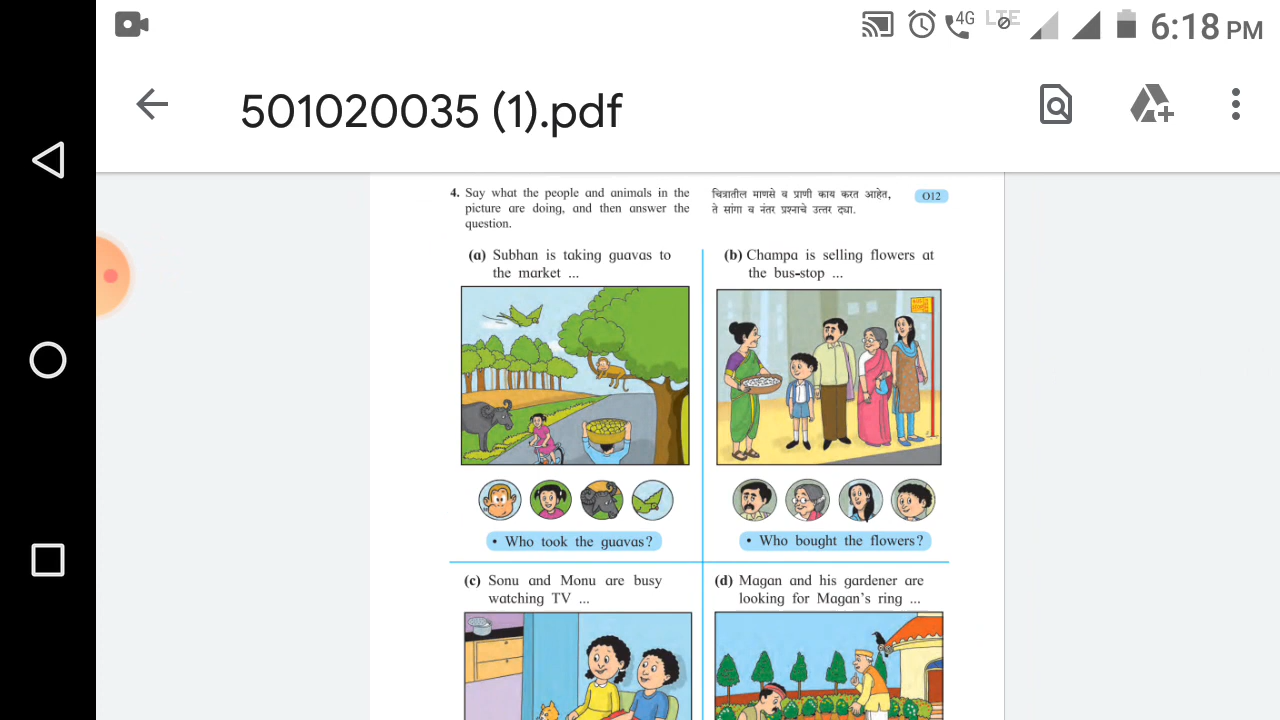 4G LTE 6:18 PM
501020035 (1).pdf
4. Say what the people and animals in the
picture are doing, and then answer the
question.
चित्रातील माणसे व प्राणी काय करत आहेत,
ते सांगा व नंतर प्रश्नाचे उत्तर द्या.
O12
(a) Subhan is taking guavas to
the market ...
(b) Champa is selling flowers at
the bus-stop ...
• Who took the guavas?
• Who bought the flowers?
(c) Sonu and Monu are busy
watching TV ...
(d) Magan and his gardener are
looking for Magan's ring ...